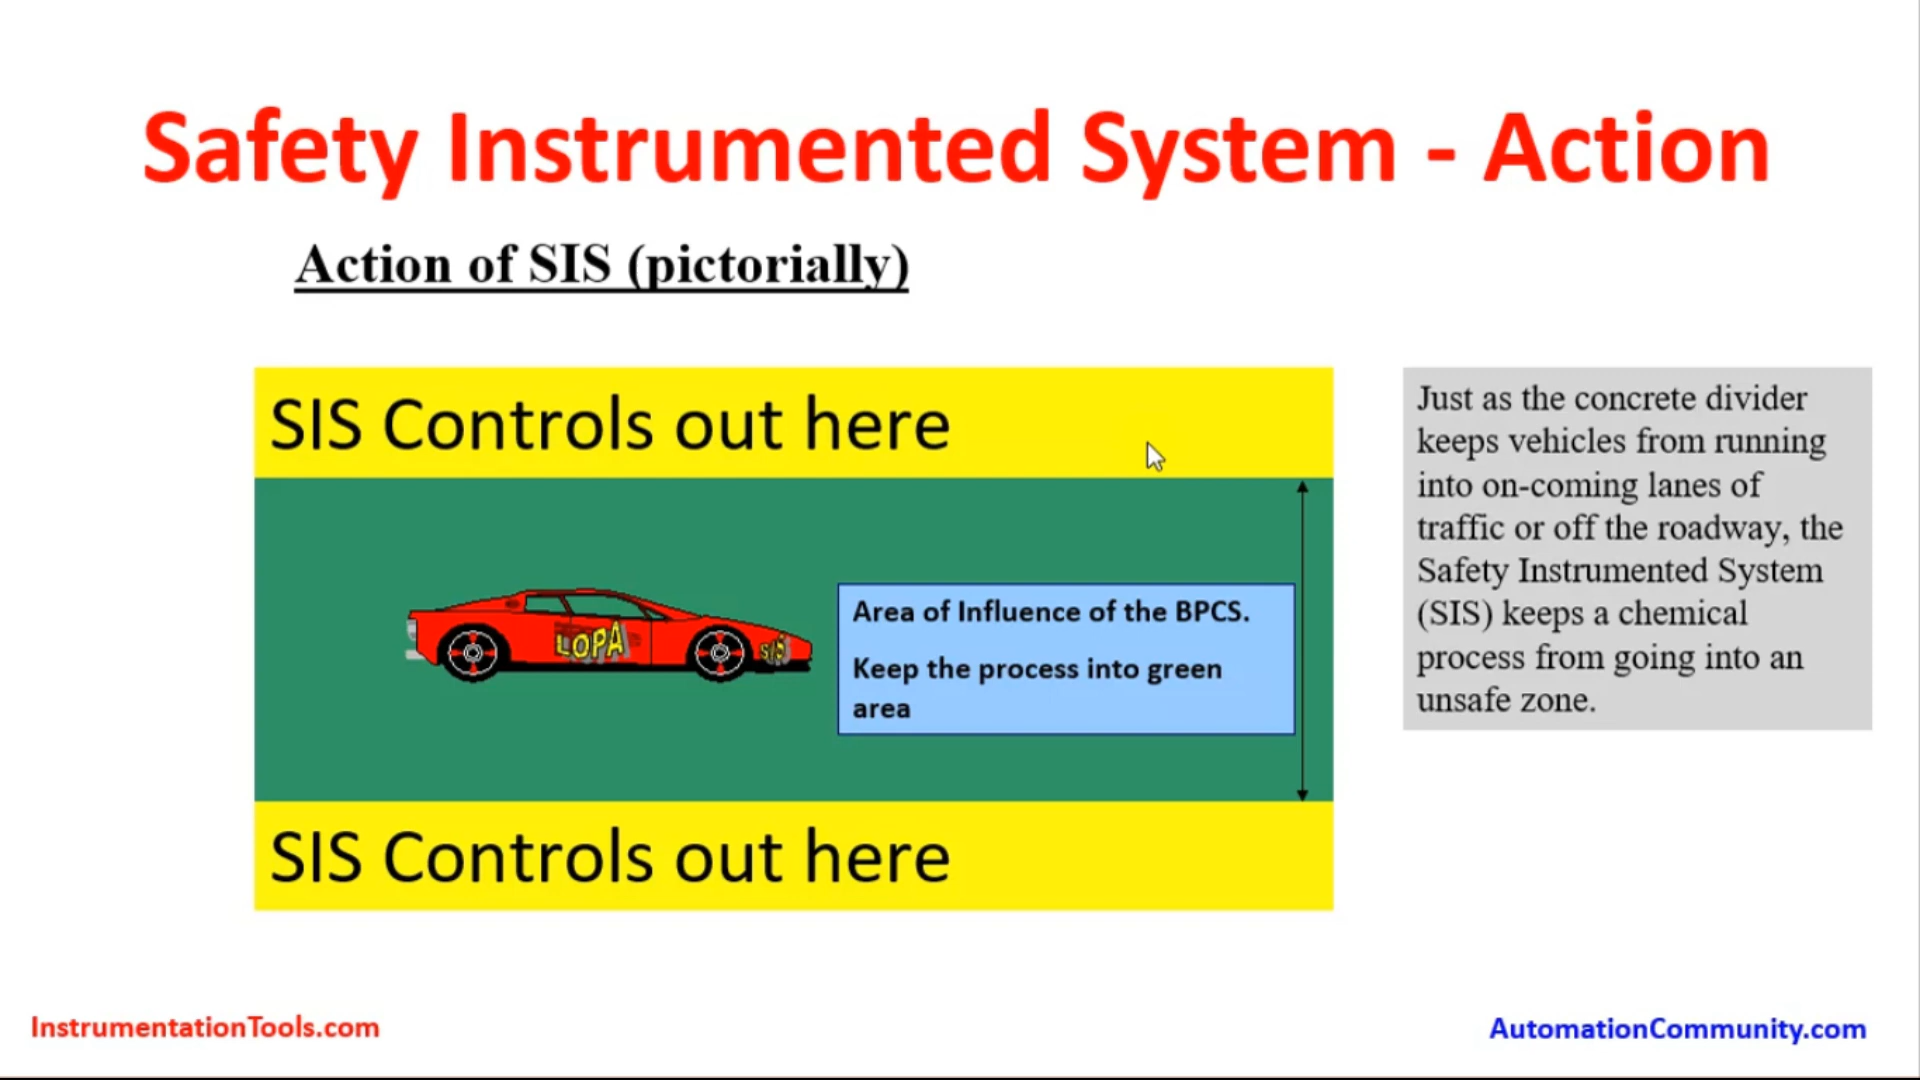 Safety Instrumented System - Action
Action of SIS (pictorially)
SIS Controls out here
Just as the concrete divider
keeps vehicles from running
into on-coming lanes of
traffic or off the roadway, the
Safety Instrumented System
(SIS) keeps a chemical
process from going into an
unsafe zone.
LOPA
Area of Influence of the BPCS.
Keep the process into green
area
SIS Controls out here
InstrumentationTools.com
AutomationCommunity.com